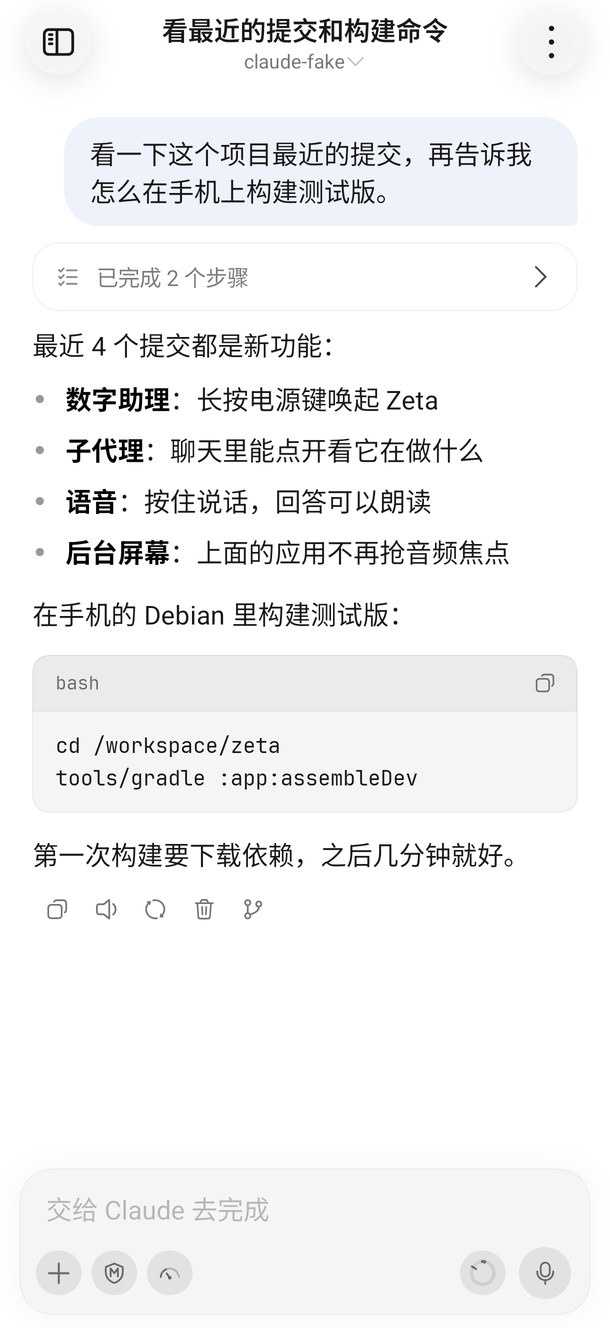 看最近的提交和构建命令
claude-fake
看一下这个项目最近的提交，再告诉我
怎么在手机上构建测试版。
已完成 2 个步骤
最近 4 个提交都是新功能：
数字助理：长按电源键唤起 Zeta
子代理：聊天里能点开看它在做什么
语音：按住说话，回答可以朗读
后台屏幕：上面的应用不再抢音频焦点
在手机的 Debian 里构建测试版：
bash
cd /workspace/zeta
tools/gradle :app:assembleDev
第一次构建要下载依赖，之后几分钟就好。
交给 Claude 去完成